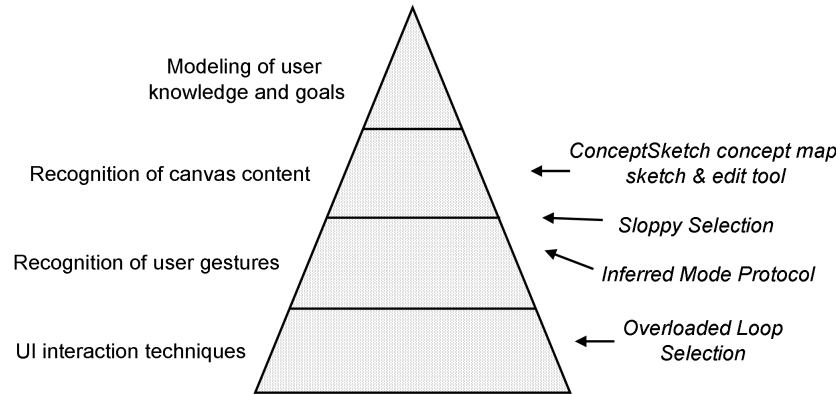 Modeling of user
knowledge and goals
Recognition of canvas content
ConceptSketch concept map
sketch & edit tool
Sloppy Selection
Recognition of user gestures
Inferred Mode Protocol
UI interaction techniques
Overloaded Loop
Selection